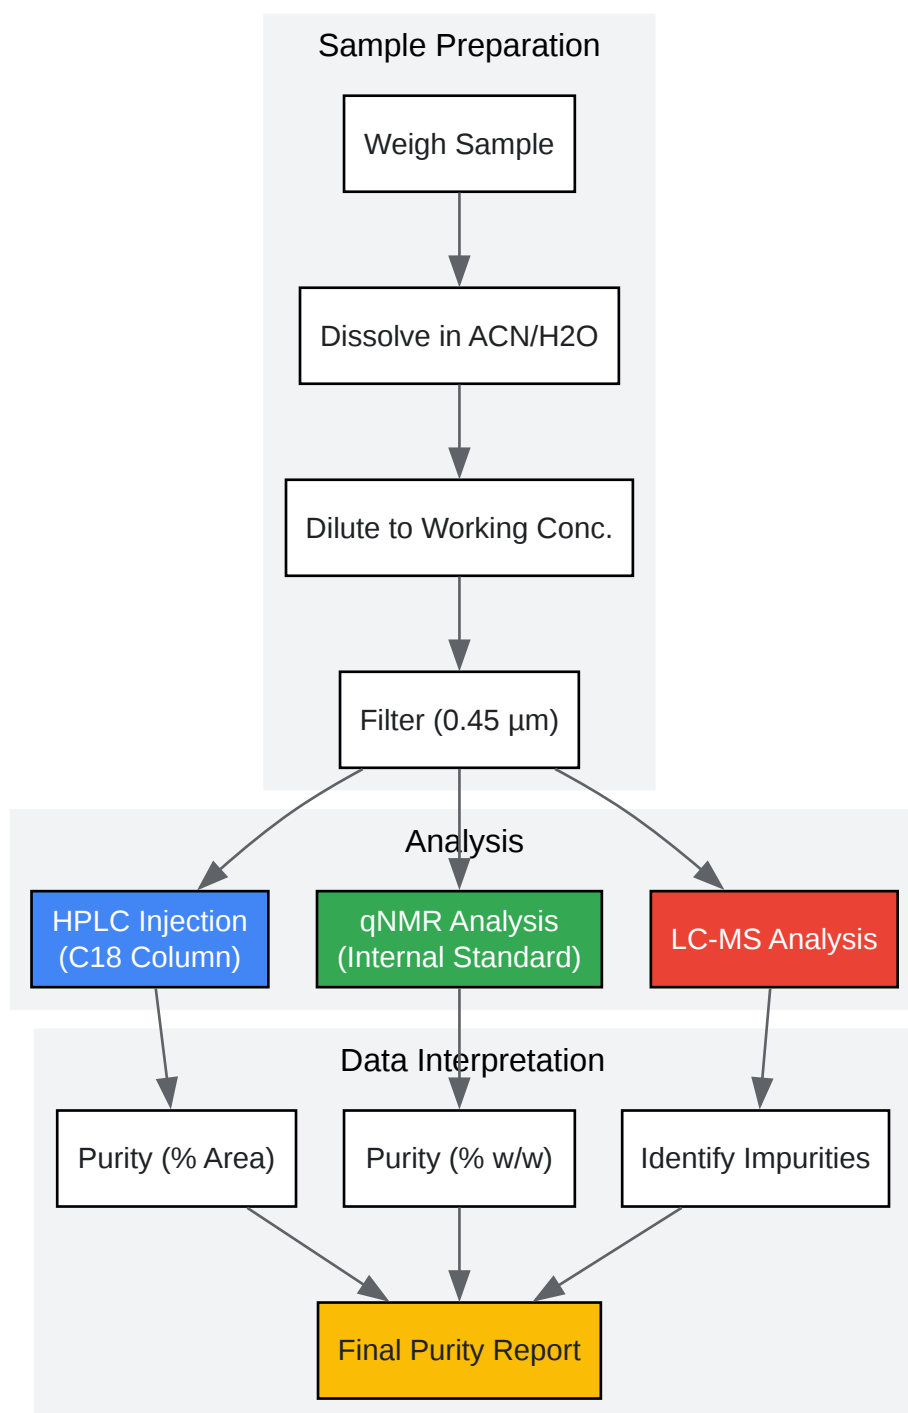 Sample Preparation
Weigh Sample
Dissolve in ACN/H2O
Dilute to Working Conc.
Filter (0.45 µm)
Analysis
HPLC Injection
(C18 Column)
qNMR Analysis
(Internal Standard)
LC-MS Analysis
Data Interpretation
Purity (% Area)
Purity (% w/w)
Identify Impurities
Final Purity Report